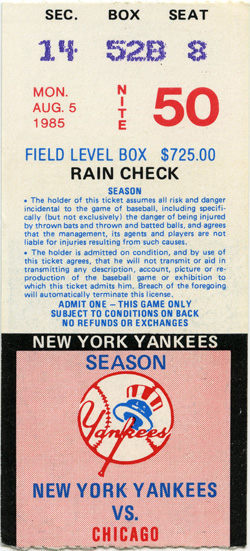 SEC. BOX SEAT
14 52B 8
MON.
AUG. 5
1985
NITE
50
FIELD LEVEL BOX $725.00
RAIN CHECK
SEASON
• The holder of this ticket assumes all risk and danger
incidental to the game of baseball, including specifi-
cally (but not exclusively) the danger of being injured
by thrown bats and thrown and batted balls, and agrees
that the management, its agents and players are not
liable for injuries resulting from such causes.
• The holder is admitted on condition, and by use of
this ticket agrees, that he will not transmit or aid in
transmitting any description, account, picture or re-
production of the baseball game or exhibition to
which this ticket admits him. Breach of the foregoing
will automatically terminate this license.
ADMIT ONE – THIS GAME ONLY
SUBJECT TO CONDITIONS ON BACK
NO REFUNDS OR EXCHANGES
NEW YORK YANKEES
SEASON
Yankees
NEW YORK YANKEES
VS.
CHICAGO